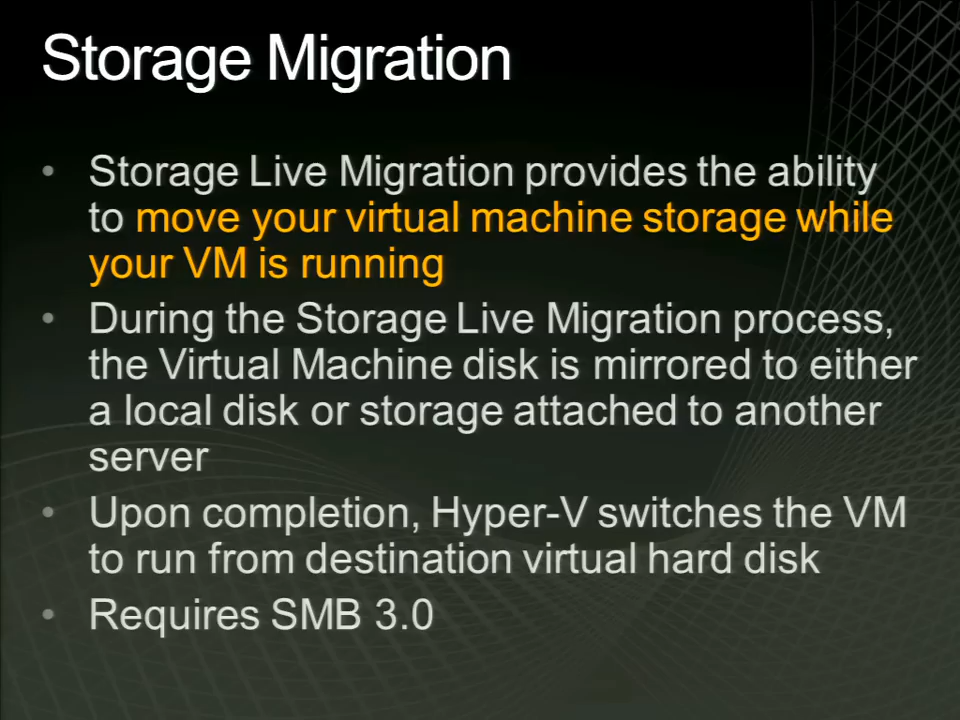 Storage Migration
• Storage Live Migration provides the ability
to move your virtual machine storage while
your VM is running
• During the Storage Live Migration process,
the Virtual Machine disk is mirrored to either
a local disk or storage attached to another
server
• Upon completion, Hyper-V switches the VM
to run from destination virtual hard disk
• Requires SMB 3.0